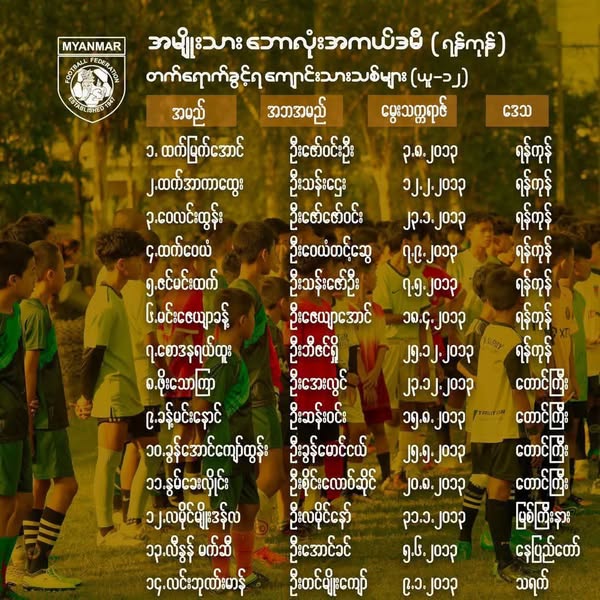 အမျိုးသား ဘောလုံးအကယ်ဒမီ ( ရန်ကုန် )
MYANMAR
FOOTBALL FEDERATION
ESTABLISHED 1947
တက်ရောက်ခွင့်ရ ကျောင်းသားသစ်များ (ယူ-၁၂)
အမည် အဘအမည် မွေးသက္ကရာဇ် ဒေသ
၁. ထက်မြက်အောင် ဦးဇော်ဝင်းဦး ၃.၈.၂၀၁၃ ရန်ကုန်
၂.ထက်အာကာထွေး ဦးသန်းငွေး ၁၂.၂.၂၀၁၃ ရန်ကုန်
၃.ဝေလင်းထွန်း ဦးဇော်ဇော်ဝင်း ၂၃.၁.၂၀၁၃ ရန်ကုန်
၄.ထက်ဝေယံ ဦးဝေယံတင့်ဆွေ ၇.၉.၂၀၁၃ ရန်ကုန်
၅.ဇင်မင်းထက် ဦးသန်းဇော်ဦး ၇.၅.၂၀၁၃ ရန်ကုန်
၆.မင်းဇေယျာခန့် ဦးဇေယျာအောင် ၁၈.၄.၂၀၁၃ ရန်ကုန်
၇.စောဒနရယ်ထူး ဦးဘီဇင်ရှီ ၂၅.၁၂.၂၀၁၃ ရန်ကုန်
၈.ဖိုးသောကြာ ဦးအေးလွင် ၂၃.၁၂.၂၀၁၃ တောင်ကြီး
၉.ခန့်မင်းနောင် ဦးဆန်းဝင်း ၁၅.၈.၂၀၁၃ တောင်ကြီး
၁၀.ခွန်အောင်ကျော်ထွန်း ဦးခွန်မောင်ငယ် ၂၅.၅.၂၀၁၃ တောင်ကြီး
၁၁.နွမ်ခေးလှိုင်း ဦးစိုင်းလောဝ်ဆိုင် ၂၀.၈.၂၀၁၃ တောင်ကြီး
၁၂.လမိုင်မျိုးဒန်လ ဦးလမိုင်နော် ၃၁.၁.၂၀၁၃ မြစ်ကြီးနား
၁၃.လီနွန် မက်ဆီ ဦးအောင်ခင် ၅.၆.၂၀၁၃ နေပြည်တော်
၁၄.လင်းဘုဏ်းမာန် ဦးတင်မျိုးကျော် ၉.၁.၂၀၁၃ သရက်